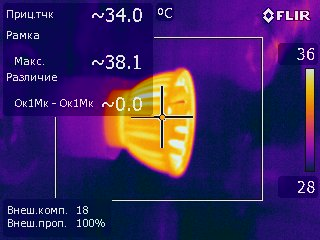 Приц.тчк ~34.0 °C
FLIR
Рамка
Макс. ~38.1
36
Различие
Ок1Мк - Ок1Мк ~0.0
28
Внеш.комп. 18
Внеш.проп. 100%